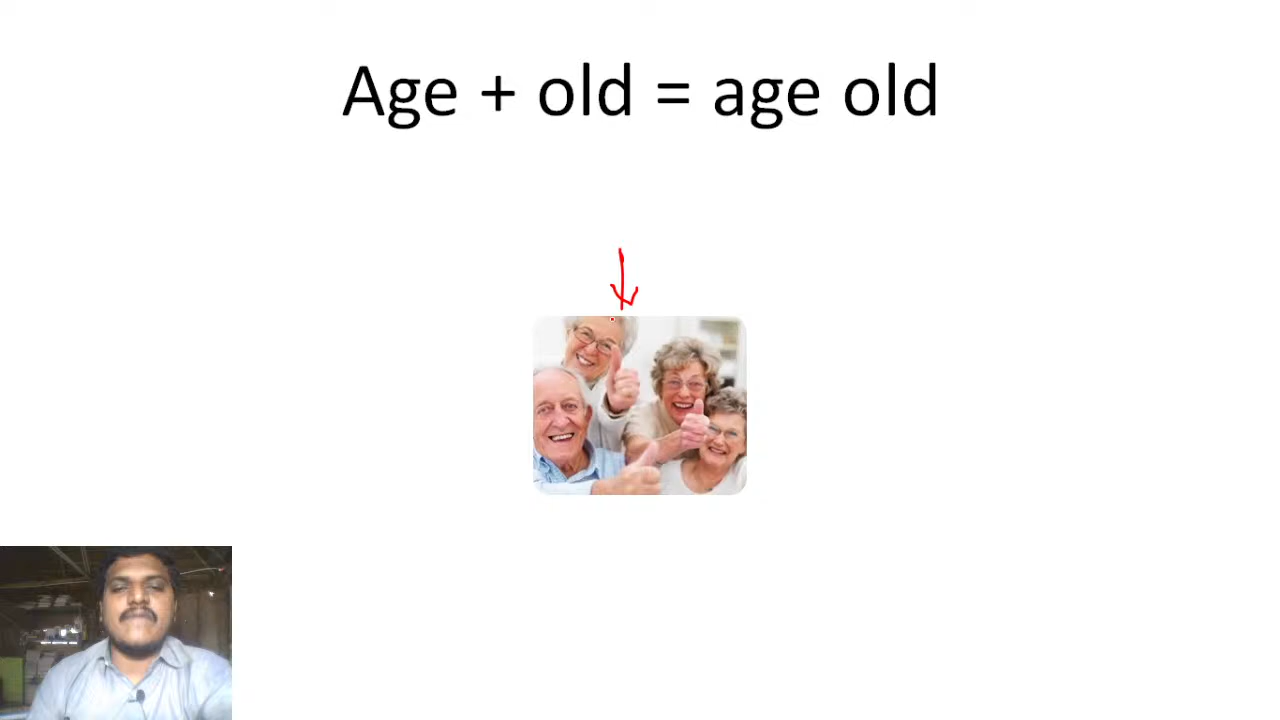 Age + old = age old